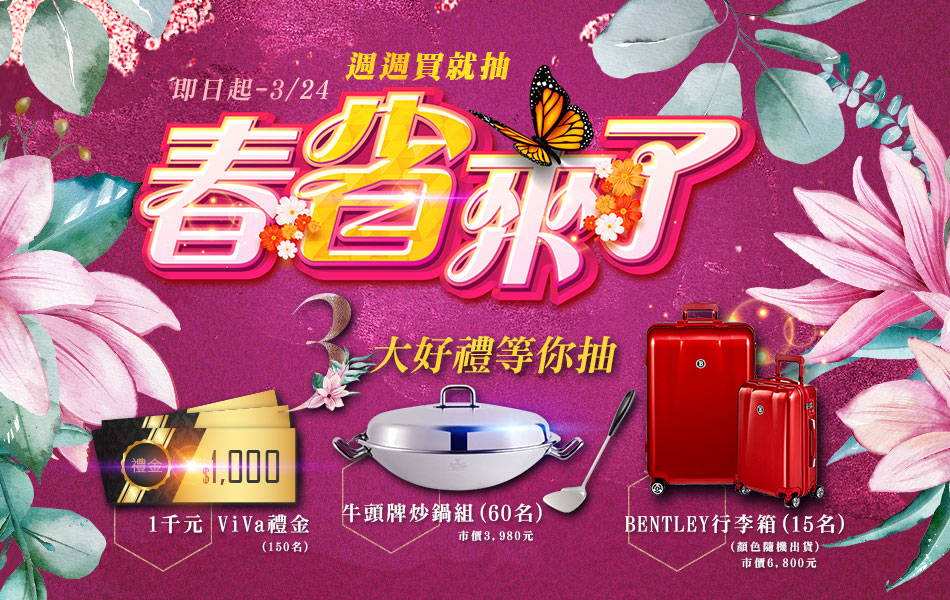 週週買就抽
即日起-3/24
春省來了
3
大好禮等你抽
禮金
$1,000
1千元 ViVa禮金
(150名)
牛頭牌炒鍋組(60名)
市價3,980元
B
B
BENTLEY行李箱(15名)
(顏色隨機出貨)
市價6,800元